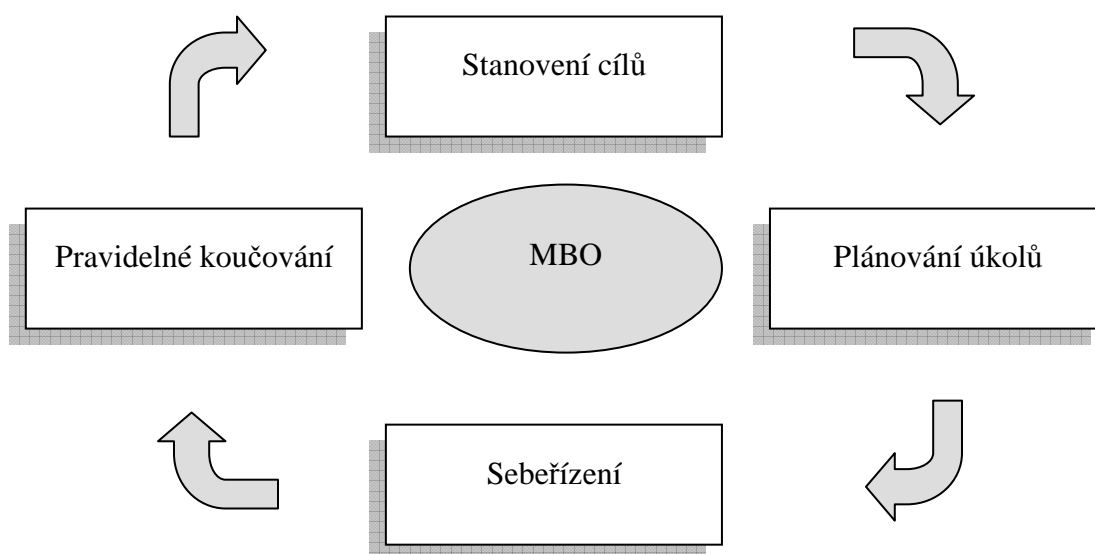 Stanovení cílů
Pravidelné koučování
MBO
Plánování úkolů
Sebeřízení